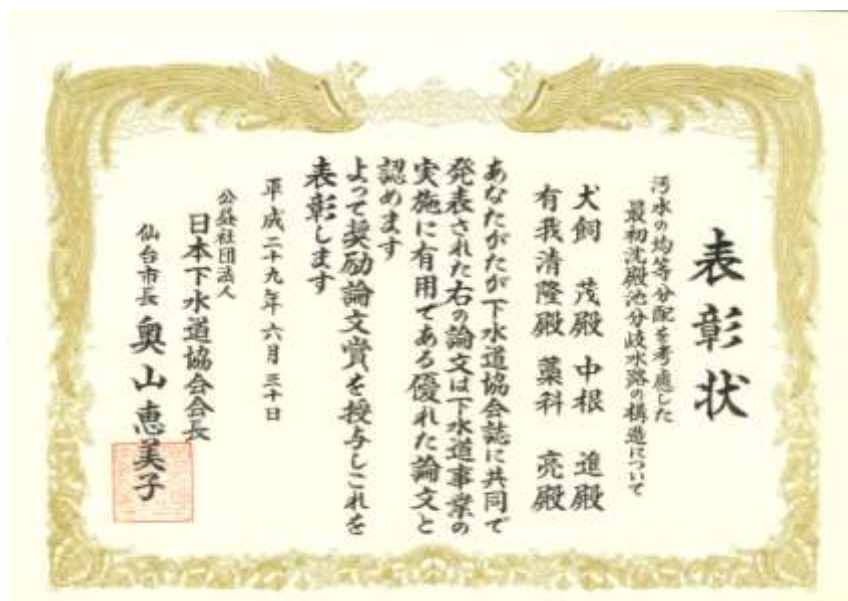 表彰状
汚水の均等分配を考慮した
最初沈殿池分岐水路の構造について
犬飼 茂殿 中根 進殿
有我清隆殿 藁科 亮殿
あなたがたが下水道協会誌に共同で
発表された右の論文は下水道事業の
実施に有用である優れた論文と
認めます
よって奨励論文賞を授与しこれを
表彰します
平成二十九年六月三十日
公益社団法人
日本下水道協会会長
仙台市長 奥山恵美子